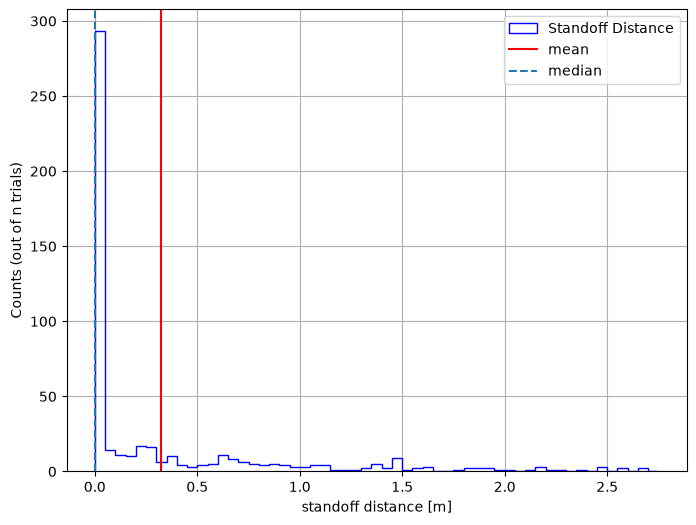 300
250
200
150
100
50
0
Counts (out of n trials)
Standoff Distance
mean
median
0.0 0.5 1.0 1.5 2.0 2.5
standoff distance [m]